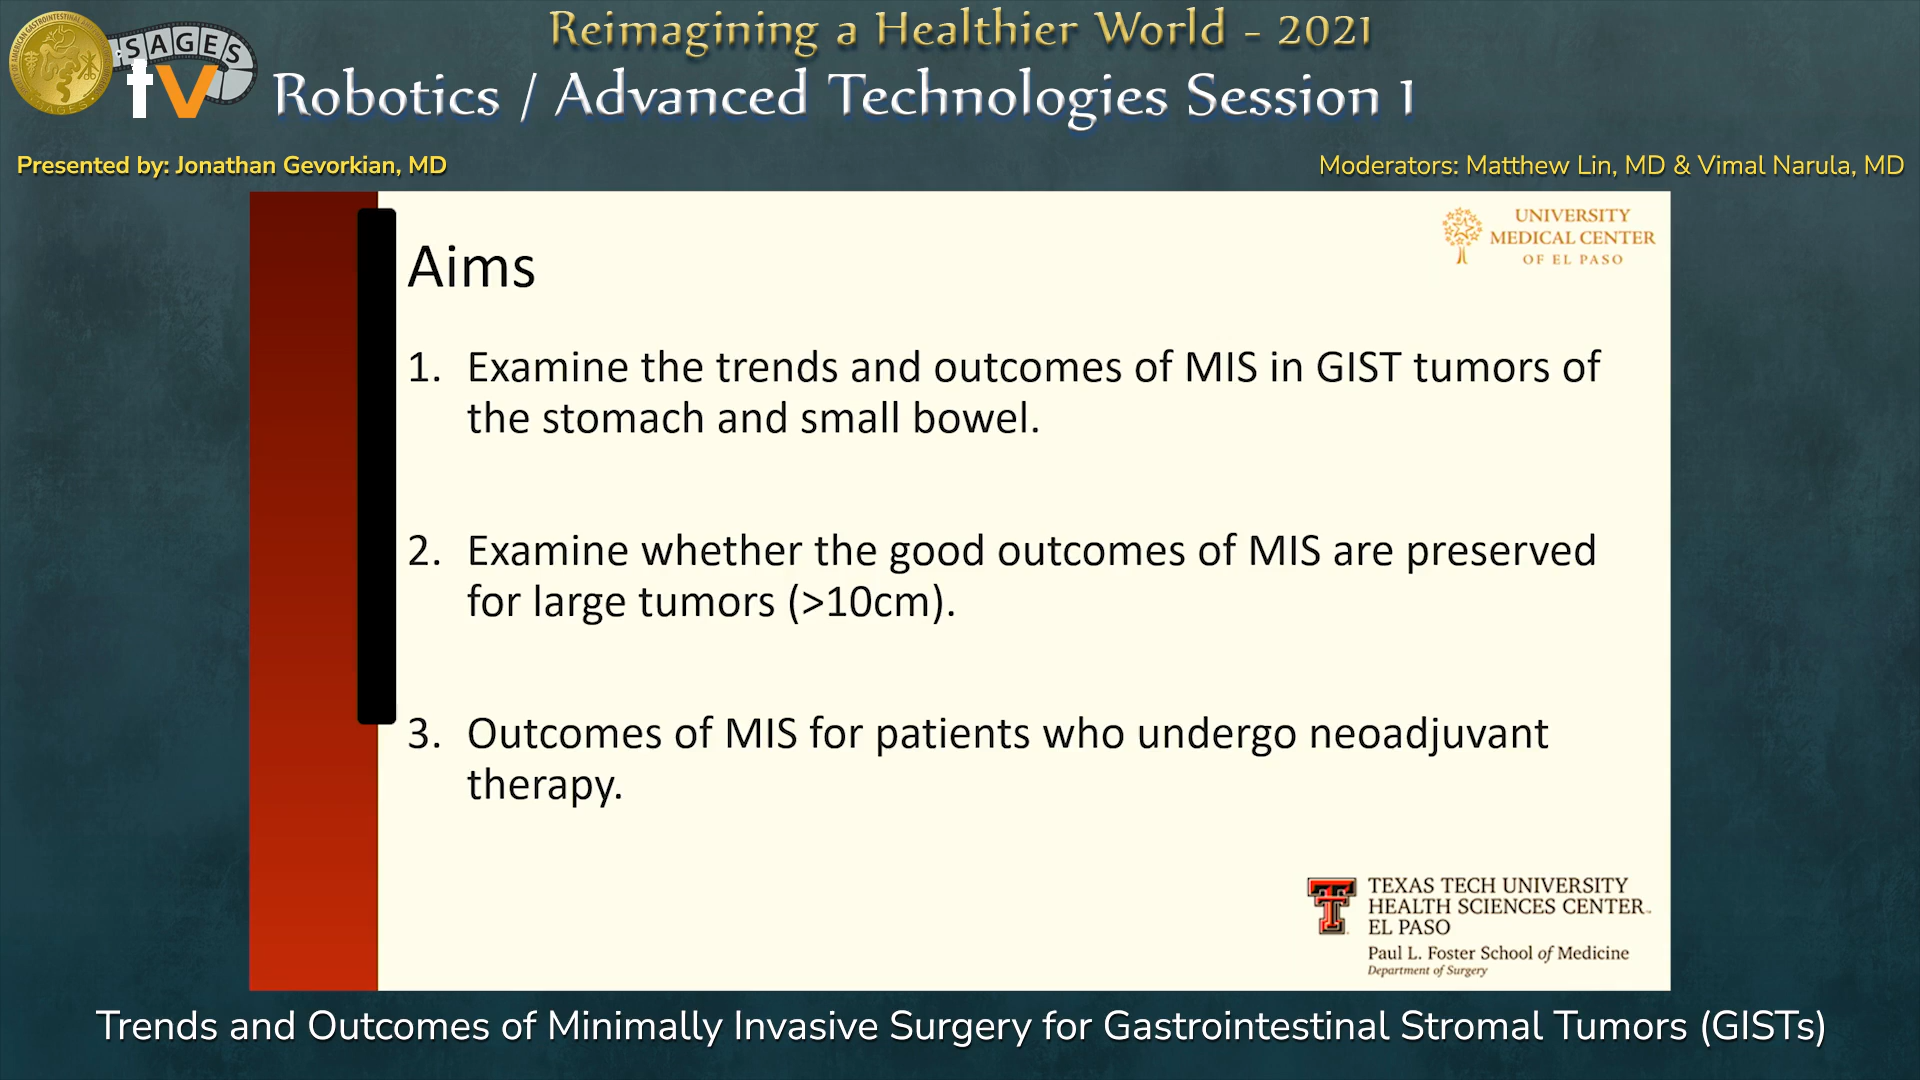 SAGES
tv
Reimagining a Healthier World - 2021
Robotics / Advanced Technologies Session 1
Presented by: Jonathan Gevorkian, MD
Moderators: Matthew Lin, MD & Vimal Narula, MD
UNIVERSITY
MEDICAL CENTER
OF EL PASO
Aims
1. Examine the trends and outcomes of MIS in GIST tumors of
the stomach and small bowel.
2. Examine whether the good outcomes of MIS are preserved
for large tumors (>10cm).
3. Outcomes of MIS for patients who undergo neoadjuvant
therapy.
TEXAS TECH UNIVERSITY
HEALTH SCIENCES CENTER™
EL PASO
Paul L. Foster School of Medicine
Department of Surgery
Trends and Outcomes of Minimally Invasive Surgery for Gastrointestinal Stromal Tumors (GISTs)